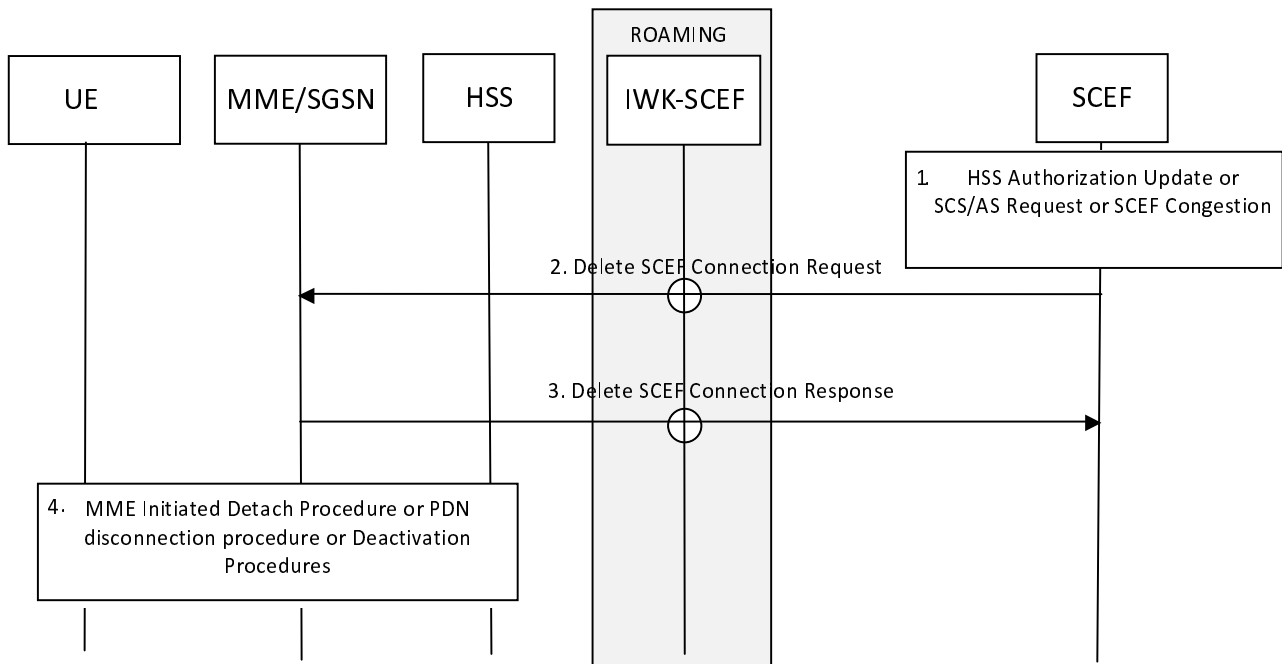 ROAMING
UE
MME/SGSN
HSS
IWK-SCEF
SCEF
1. HSS Authorization Update or
SCS/AS Request or SCEF Congestion
2. Delete SCEF Connection Request
3. Delete SCEF Connection Response
4. MME Initiated Detach Procedure or PDN
disconnection procedure or Deactivation
Procedures